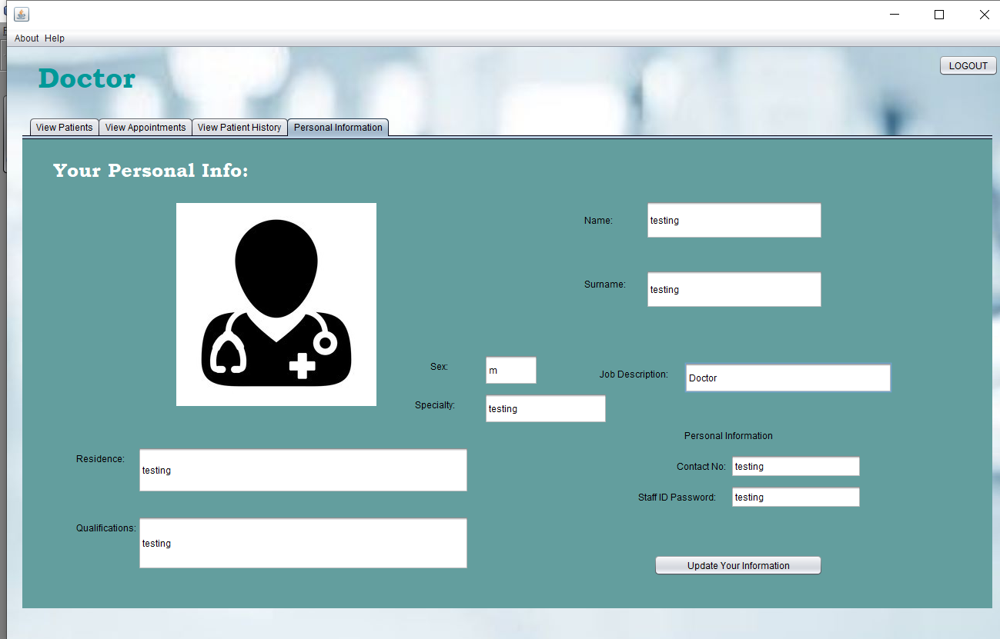 About Help
Doctor
LOGOUT
View Patients View Appointments View Patient History Personal Information
Your Personal Info:
Name: testing
Surname: testing
Sex: m
Job Description: Doctor
Specialty: testing
Personal Information
Residence: testing
Contact No: testing
Staff ID Password: testing
Qualifications: testing
Update Your Information